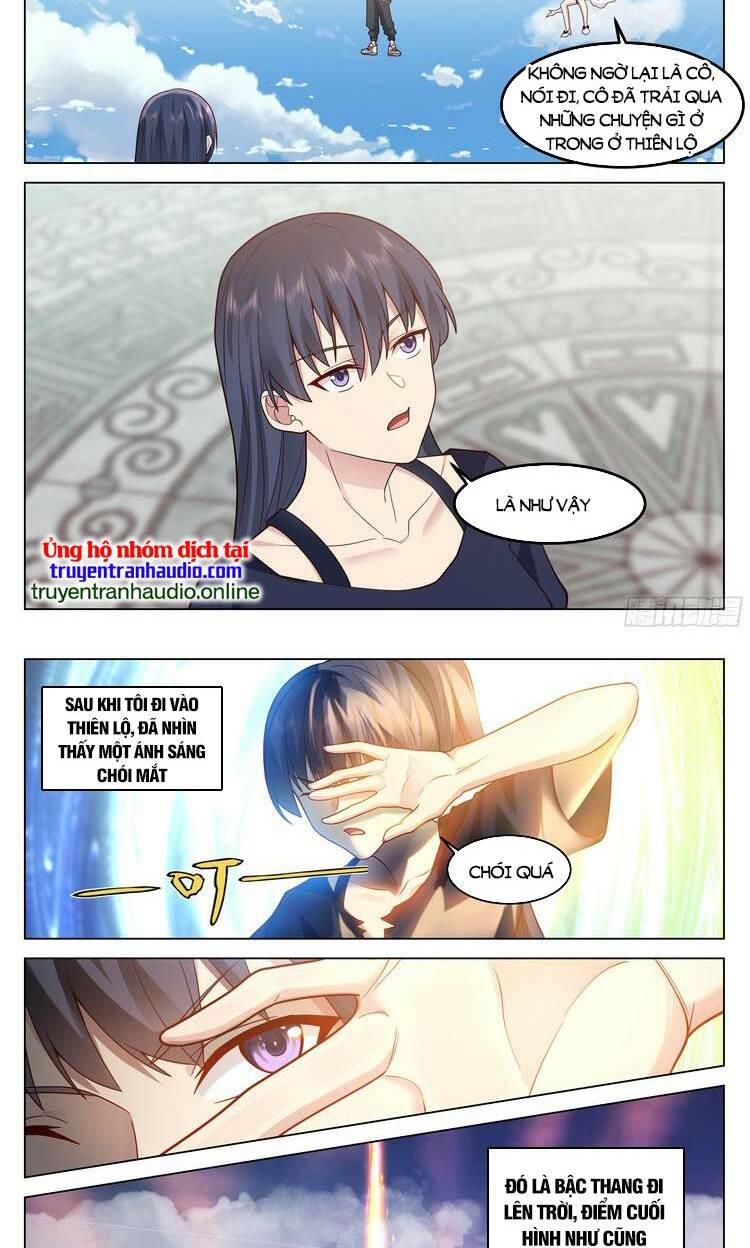 KHÔNG NGỜ LẠI LÀ CÔ,
NÓI ĐI, CÔ ĐÃ TRẢI QUA
NHỮNG CHUYỆN GÌ Ở
TRONG Ở THIÊN LỘ
LÀ NHƯ VẬY
Ủng hộ nhóm dịch tại
truyentranhaudio.com
truyentranhaudio.online
SAU KHI TÔI ĐI VÀO
THIÊN LỘ, ĐÃ NHÌN
THẤY MỘT ÁNH SÁNG
CHÓI MẮT
叮
CHÓI QUÁ
ĐÓ LÀ BẬC THANG ĐI
LÊN TRỜI, ĐIỂM CUỐI
HÌNH NHƯ CŨNG